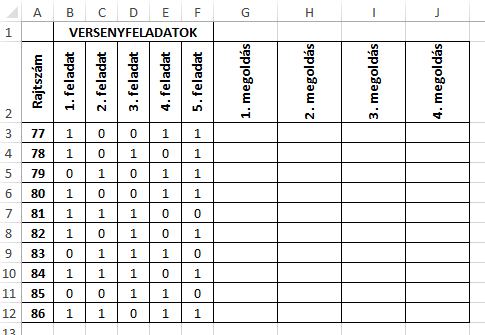 A B C D E F G H I J
1 VERSENYFELADATOK
2 Rajtszám 1. feladat 2. feladat 3. feladat 4. feladat 5. feladat 1. megoldás 2. megoldás 3. megoldás 4. megoldás
3 77 1 0 0 1 1
4 78 1 0 1 0 1
5 79 0 1 0 1 1
6 80 1 0 0 1 1
7 81 1 1 1 0 0
8 82 1 0 1 0 1
9 83 0 1 1 1 0
10 84 1 1 1 0 1
11 85 0 0 1 1 0
12 86 1 1 0 1 1
13